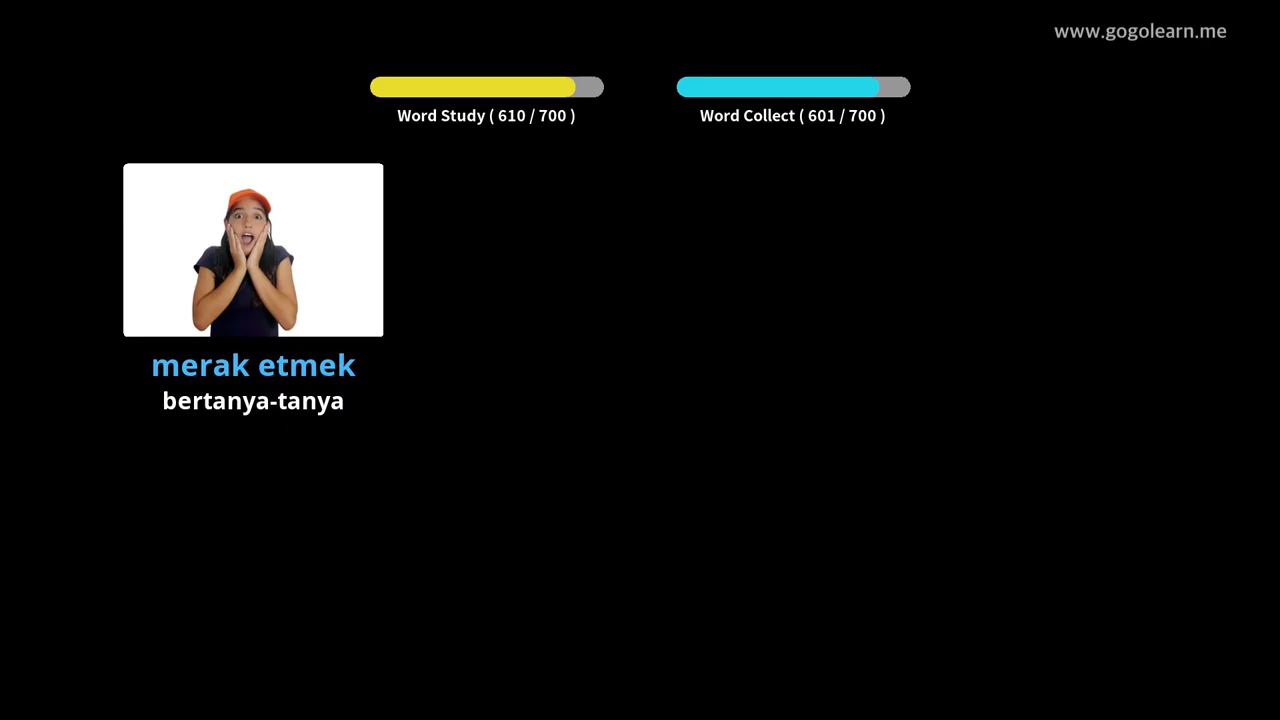 www.gogolearn.me
Word Study ( 610 / 700 )
Word Collect ( 601 / 700 )
merak etmek
bertanya-tanya